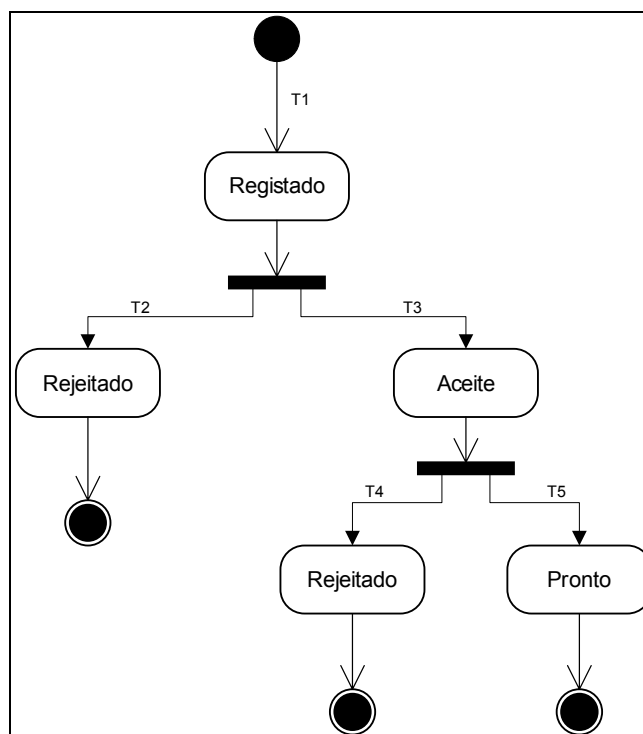 T1
Registado
T2
T3
Rejeitado
Aceite
T4
T5
Rejeitado
Pronto